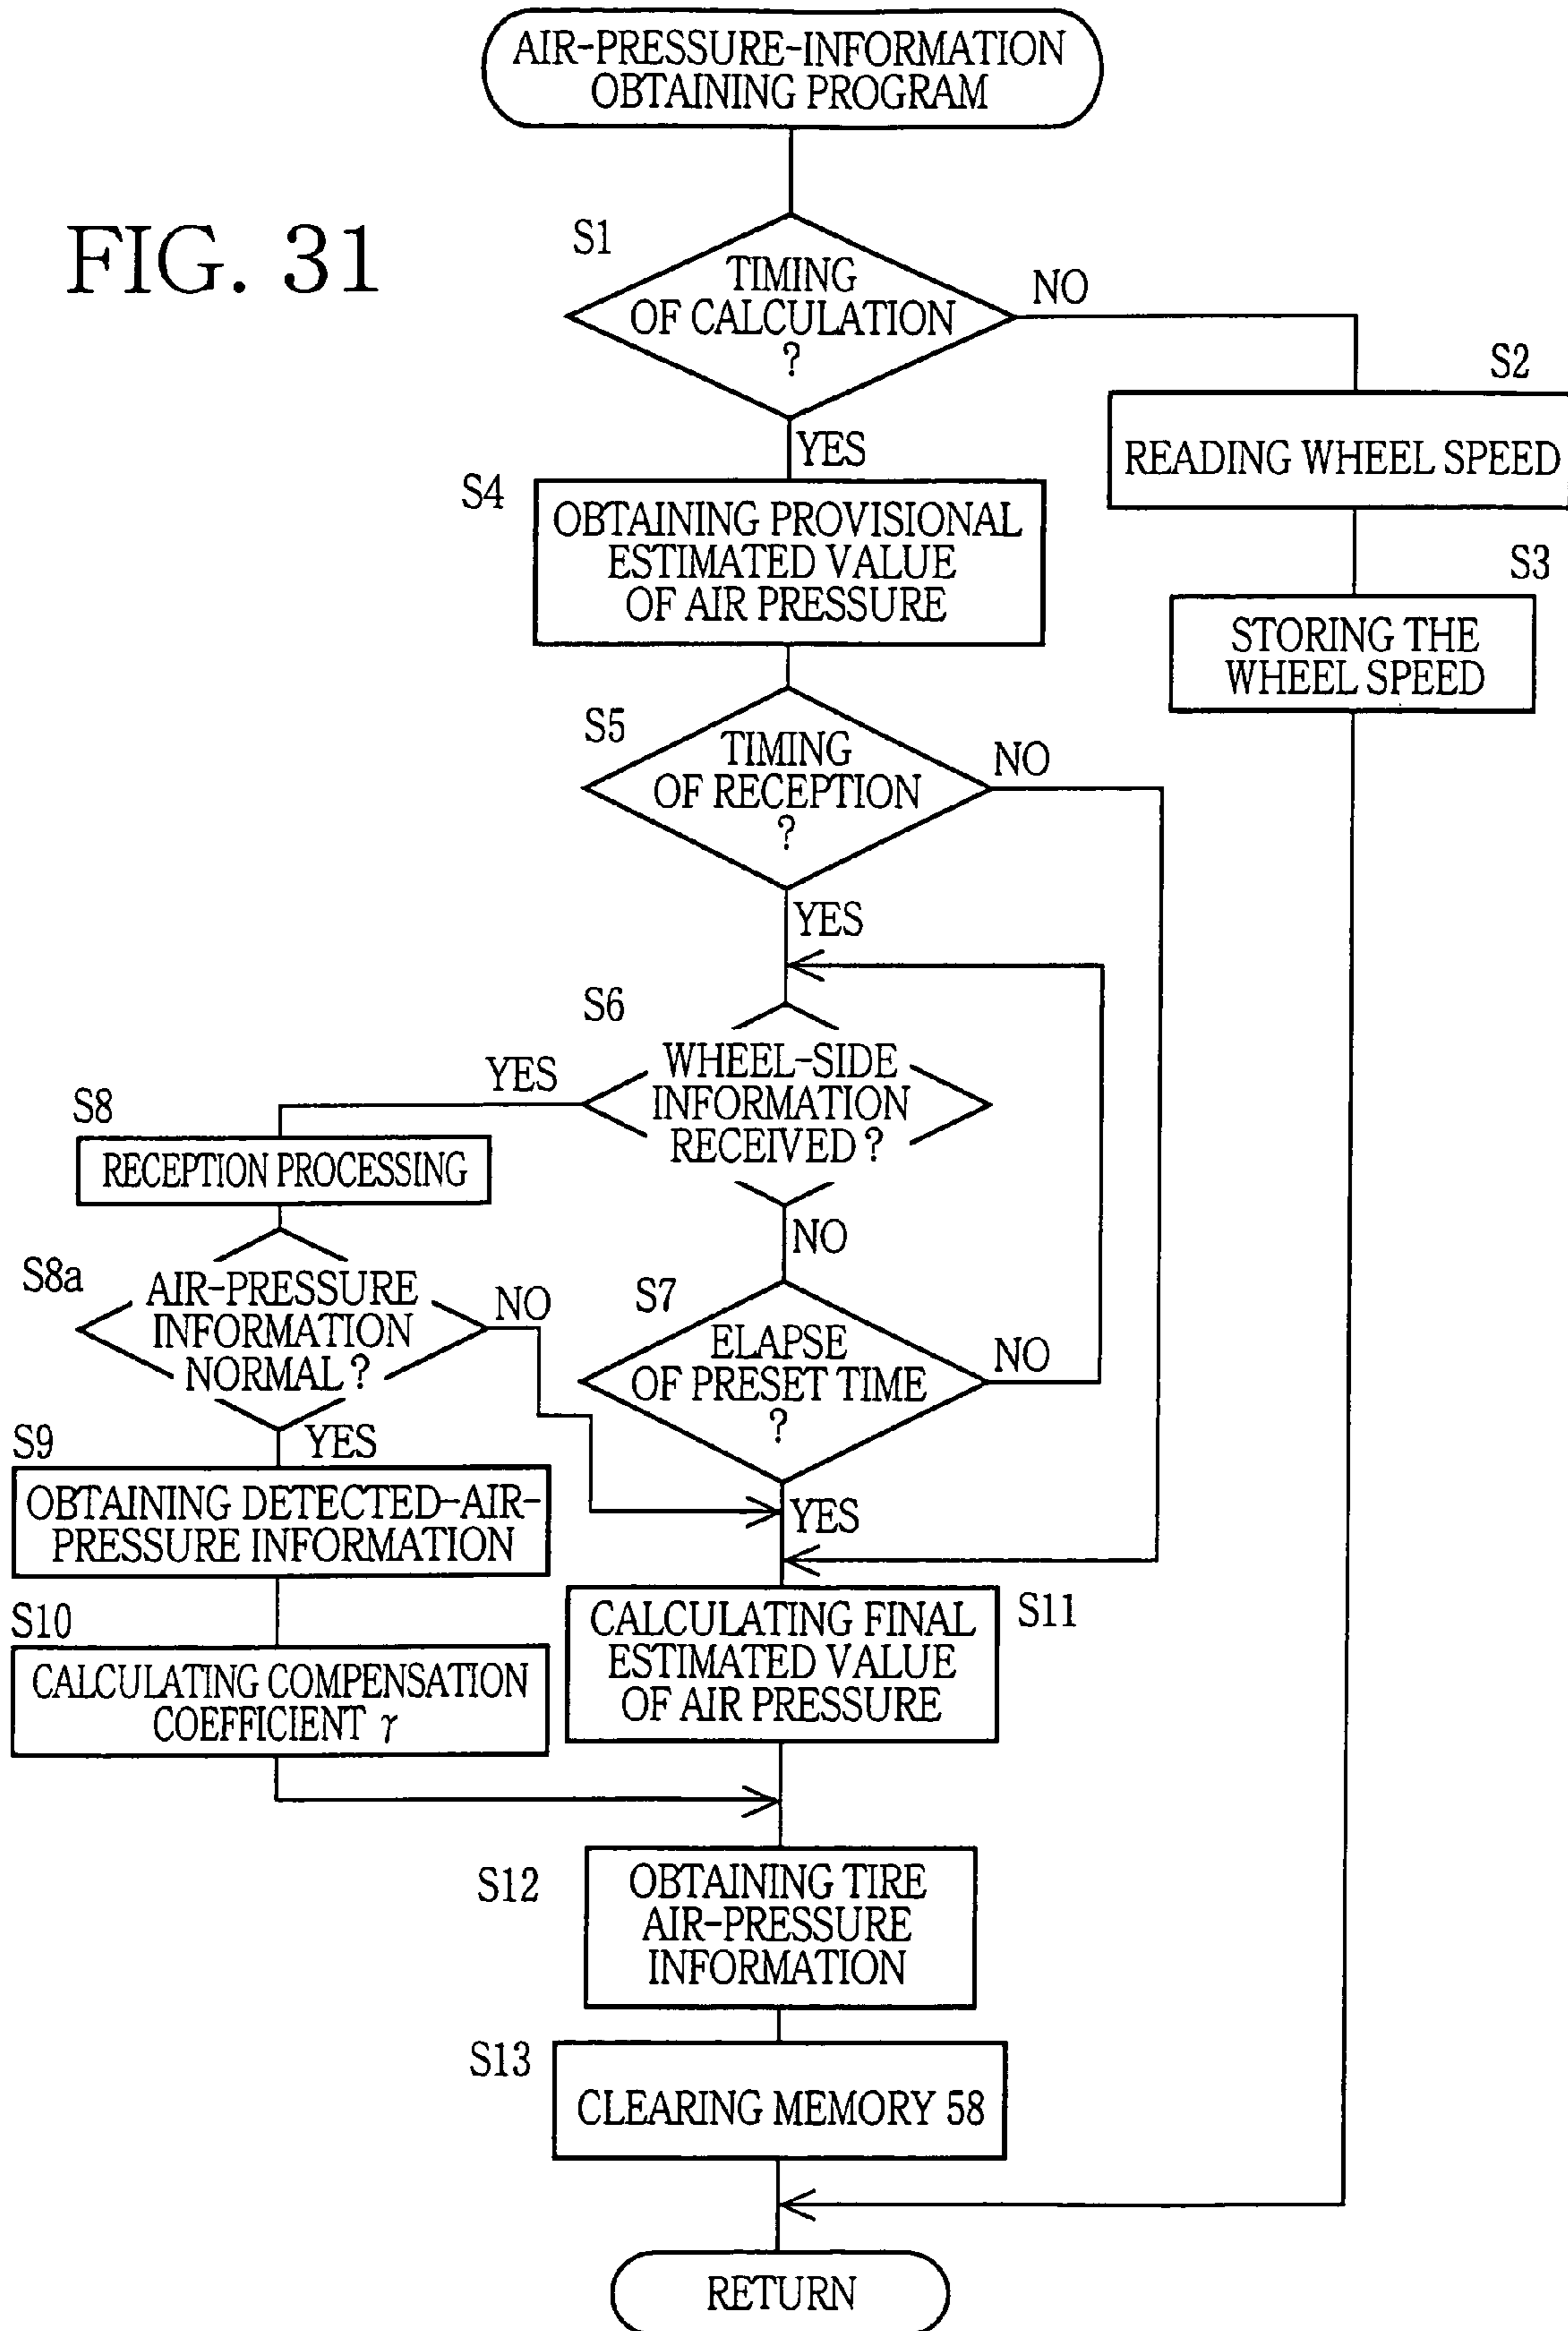 AIR-PRESSURE-INFORMATION
OBTAINING PROGRAM
FIG. 31
S1
TIMING
OF CALCULATION
?
NO
YES
S2
READING WHEEL SPEED
S3
STORING THE
WHEEL SPEED
S4
OBTAINING PROVISIONAL
ESTIMATED VALUE
OF AIR PRESSURE
S5
TIMING
OF RECEPTION
?
NO
YES
S6
WHEEL-SIDE
INFORMATION
RECEIVED ?
YES
NO
S8
RECEPTION PROCESSING
S8a
AIR-PRESSURE
INFORMATION
NORMAL ?
NO
YES
S7
ELAPSE
OF PRESET TIME
?
NO
YES
S9
OBTAINING DETECTED-AIR-
PRESSURE INFORMATION
S10
CALCULATING COMPENSATION
COEFFICIENT γ
S11
CALCULATING FINAL
ESTIMATED VALUE
OF AIR PRESSURE
S12
OBTAINING TIRE
AIR-PRESSURE
INFORMATION
S13
CLEARING MEMORY 58
RETURN